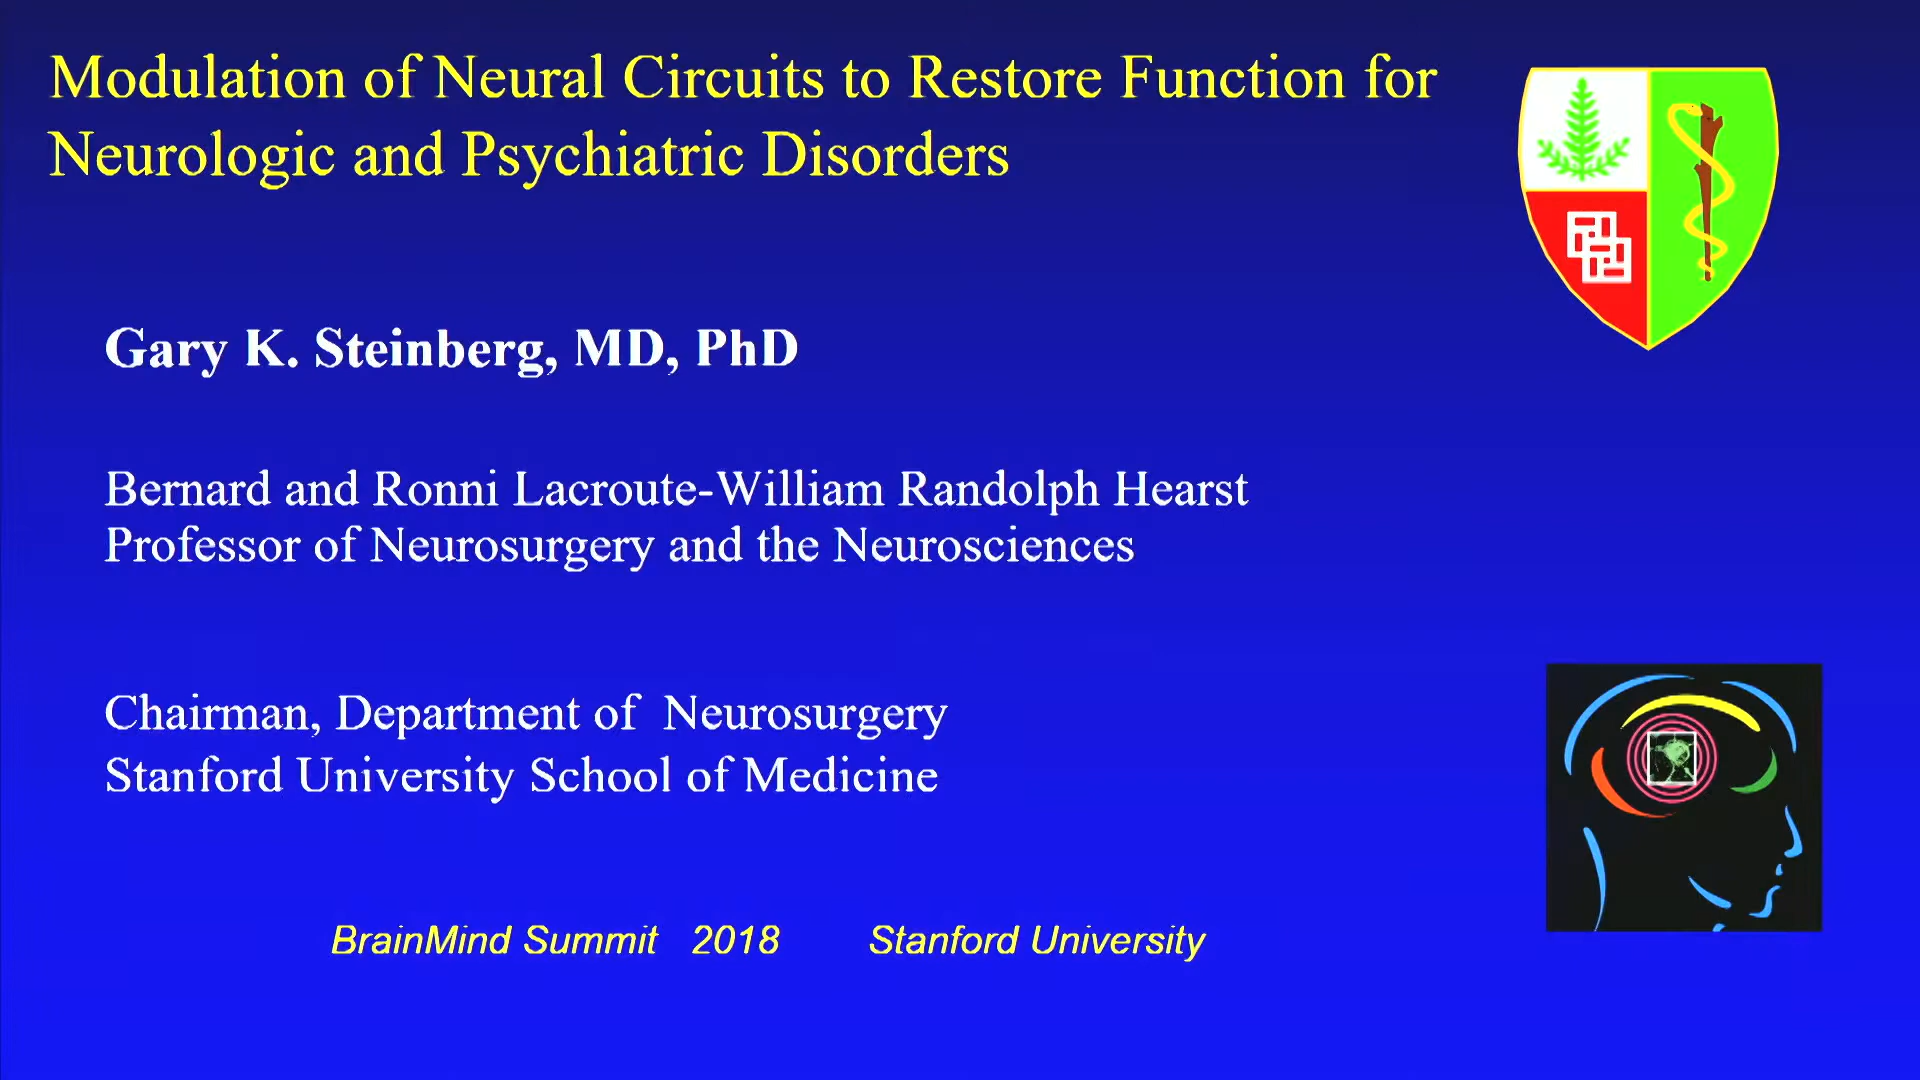 Modulation of Neural Circuits to Restore Function for
Neurologic and Psychiatric Disorders
Gary K. Steinberg, MD, PhD
Bernard and Ronni Lacroute-William Randolph Hearst
Professor of Neurosurgery and the Neurosciences
Chairman, Department of Neurosurgery
Stanford University School of Medicine
BrainMind Summit 2018 Stanford University